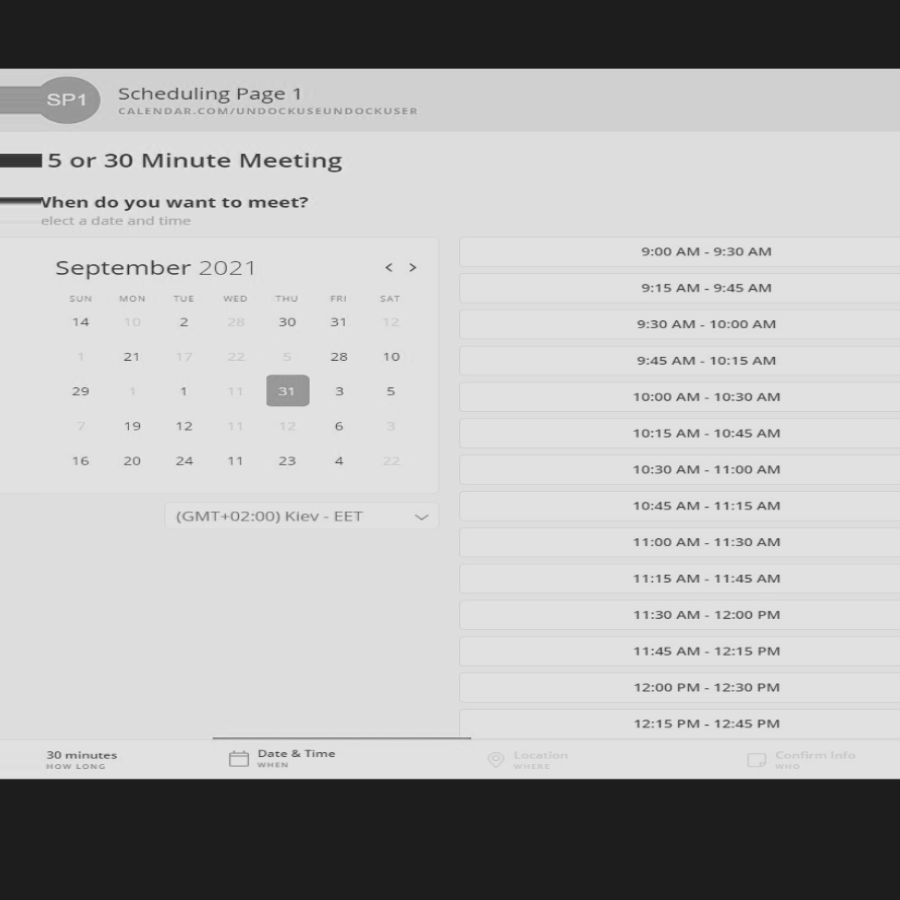 SP1
Scheduling Page 1
CALENDAR.COM/UNDOCKUSEUNDOCKUSER
5 or 30 Minute Meeting
When do you want to meet?
elect a date and time
September 2021 < >
SUN MON TUE WED THU FRI SAT
14 10 2 28 30 31 12
1 21 17 22 5 28 10
29 1 1 11 31 3 5
7 19 12 11 12 6 3
16 20 24 11 23 4 22
(GMT+02:00) Kiev - EET
9:00 AM - 9:30 AM
9:15 AM - 9:45 AM
9:30 AM - 10:00 AM
9:45 AM - 10:15 AM
10:00 AM - 10:30 AM
10:15 AM - 10:45 AM
10:30 AM - 11:00 AM
10:45 AM - 11:15 AM
11:00 AM - 11:30 AM
11:15 AM - 11:45 AM
11:30 AM - 12:00 PM
11:45 AM - 12:15 PM
12:00 PM - 12:30 PM
12:15 PM - 12:45 PM
30 minutes
HOW LONG
Date & Time
WHEN
Location
WHERE
Confirm Info
WHO